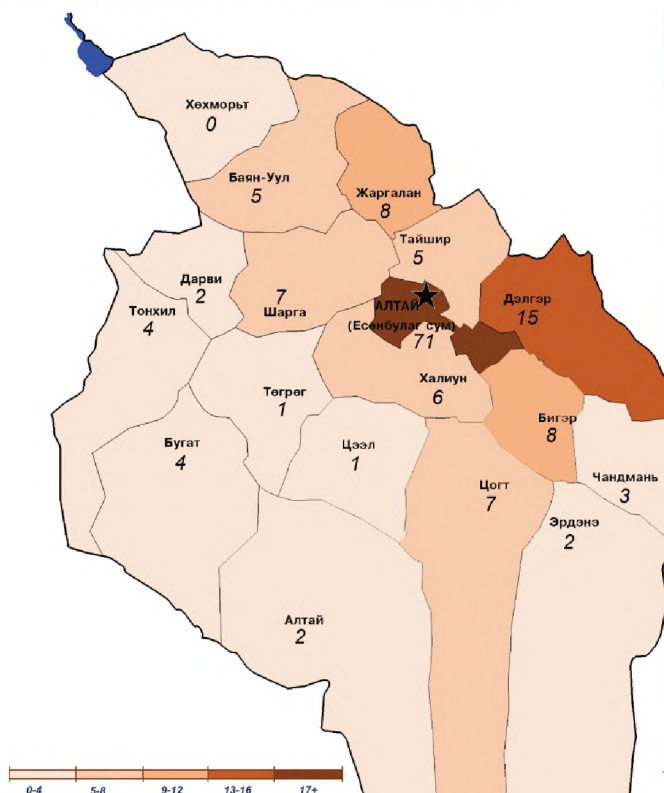 Хөхморьт
0
Баян-Уул
5
Жаргалан
8
Тайшир
5
Дарви
2
Тонхил
4
7
Шарга
АЛТАЙ
(Есөнбулаг сум)
71
Дэлгэр
15
Халиун
6
Төгрөг
1
Бигэр
8
Бугат
4
Цээл
1
Цогт
7
Чандмань
3
Эрдэнэ
2
Алтай
2
0-4 5-8 9-12 13-16 17+